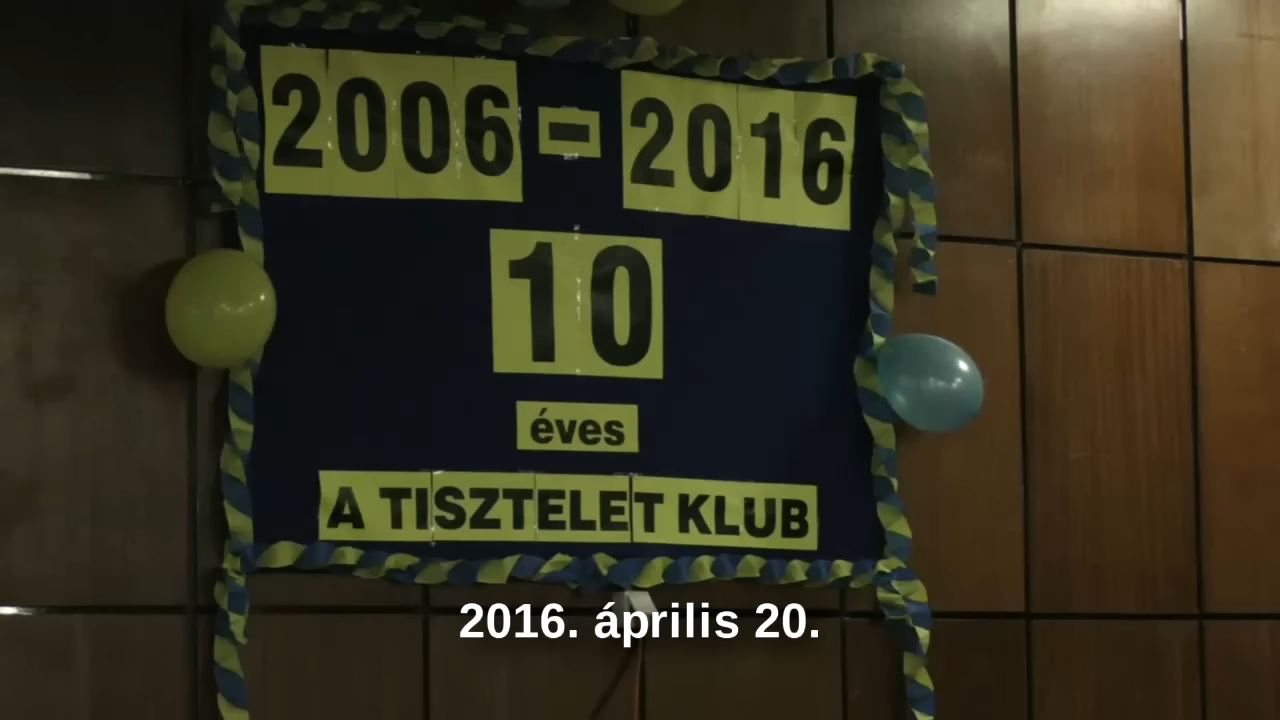 2006 - 2016
10
éves
A TISZTELET KLUB
2016. április 20.